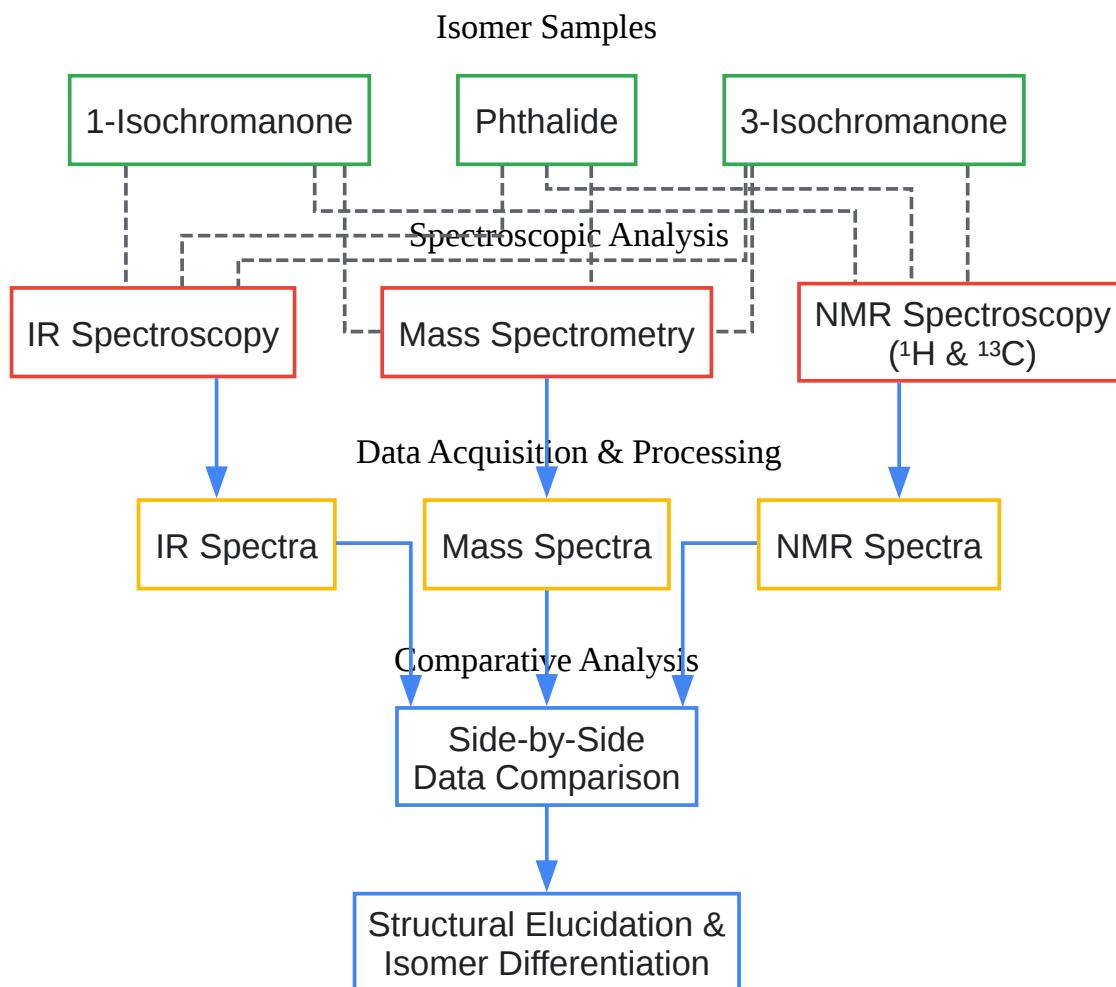 Isomer Samples
1-Isochromanone
Phthalide
3-Isochromanone
Spectroscopic Analysis
IR Spectroscopy
Mass Spectrometry
NMR Spectroscopy
(¹H & ¹³C)
Data Acquisition & Processing
IR Spectra
Mass Spectra
NMR Spectra
Comparative Analysis
Side-by-Side
Data Comparison
Structural Elucidation &
Isomer Differentiation